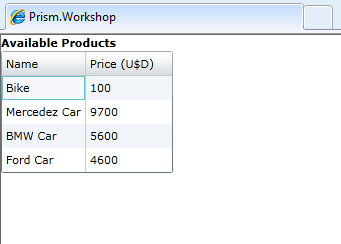 Prism.Workshop
Available Products
Name Price (U$D)
Bike 100
Mercedez Car 9700
BMW Car 5600
Ford Car 4600